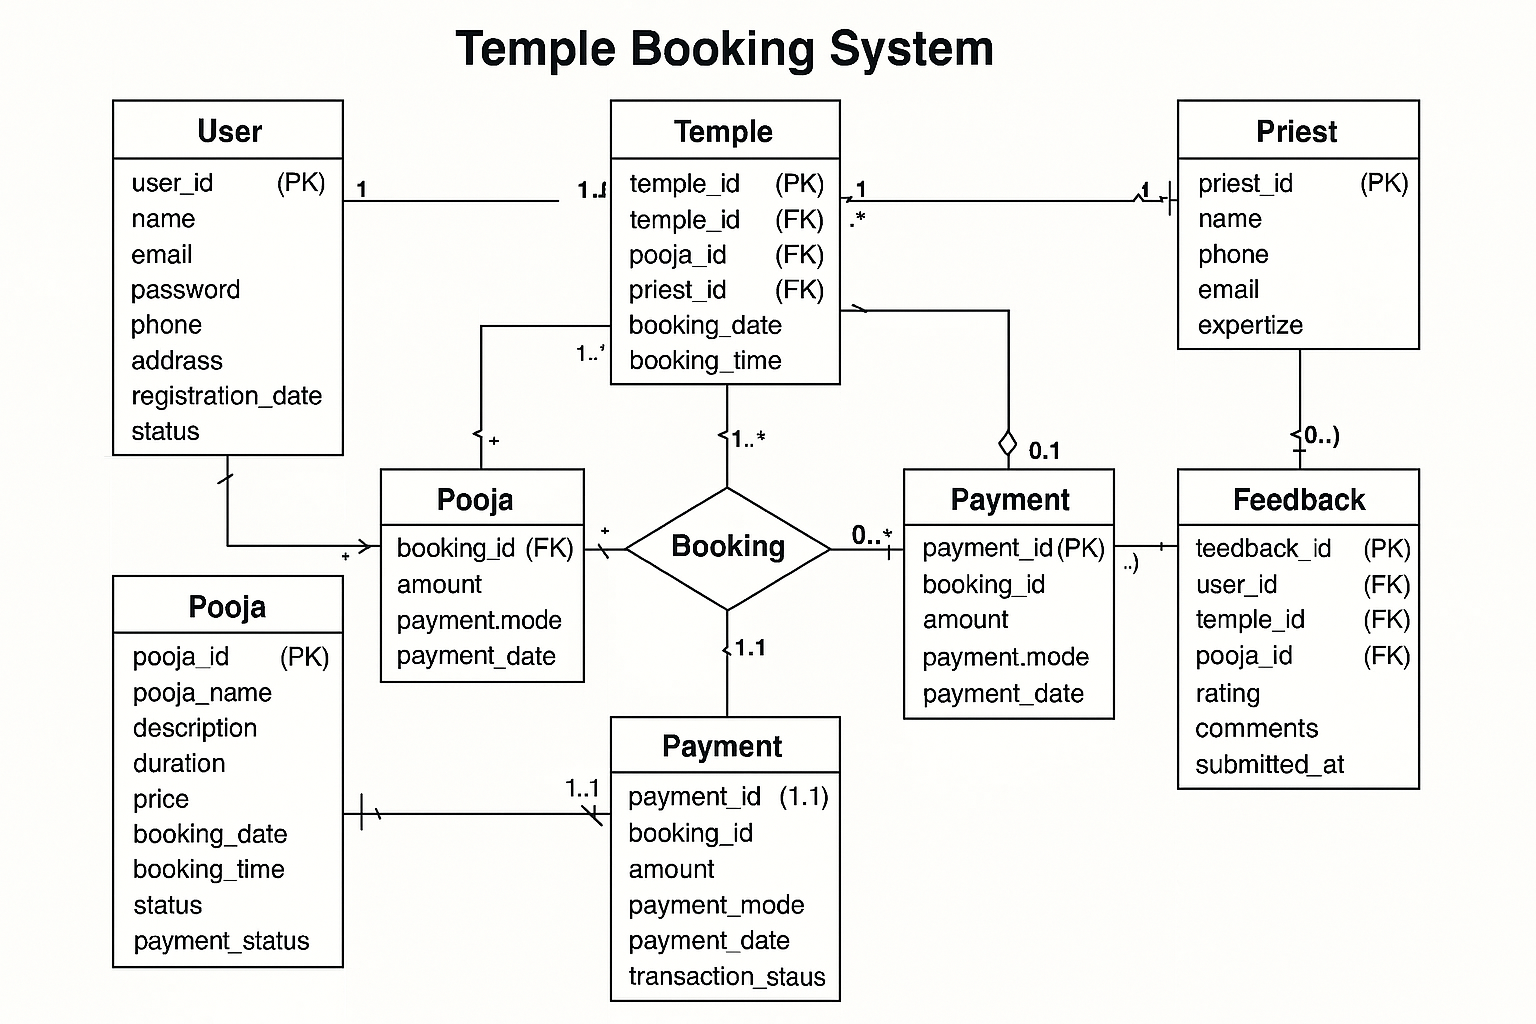 Temple Booking System
User
user_id (PK)
name
email
password
phone
addrass
registration_date
status
1
Temple
temple_id (PK)
temple_id (FK)
pooja_id (FK)
priest_id (FK)
booking_date
booking_time
1
.*
1
Priest
priest_id (PK)
name
phone
email
expertize
1..*
0.1
0..)
+
+
Pooja
booking_id (FK)
amount
payment.mode
payment_date
+
Booking
0..*
1.1
Payment
payment_id (PK)
booking_id
amount
payment.mode
payment_date
..)
Feedback
teedback_id (PK)
user_id (FK)
temple_id (FK)
pooja_id (FK)
rating
comments
submitted_at
Pooja
pooja_id (PK)
pooja_name
description
duration
price
booking_date
booking_time
status
payment_status
1..1
Payment
payment_id (1.1)
booking_id
amount
payment_mode
payment_date
transaction_staus